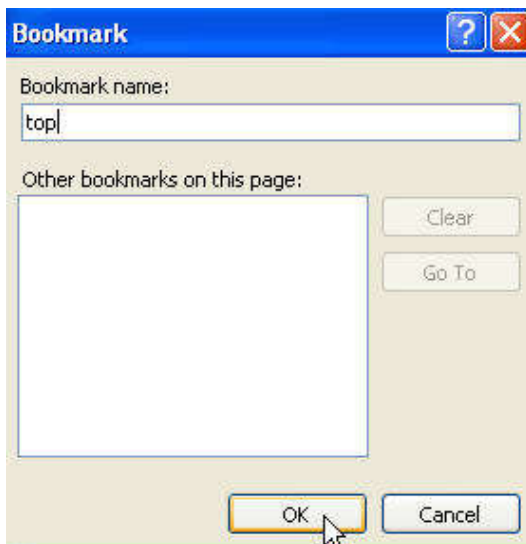 Bookmark
Bookmark name:
top
Other bookmarks on this page:
Clear
Go To
OK
Cancel